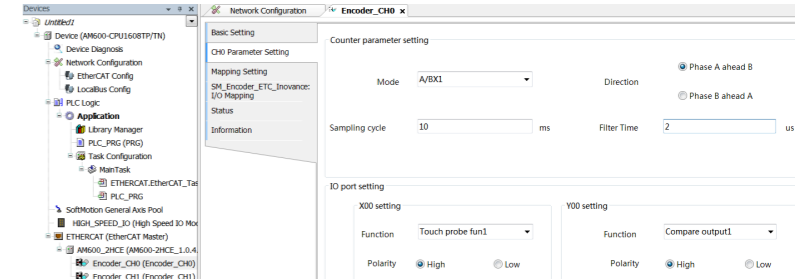 Devices
Untitled1
Device (AM600-CPU1608TP/TN)
Device Diagnosis
Network Configuration
EtherCAT Config
LocalBus Config
PLC Logic
Application
Library Manager
PLC_PRG (PRG)
Task Configuration
MainTask
ETHERCAT.EtherCAT_Tas
PLC_PRG
SoftMotion General Axis Pool
HIGH_SPEED_IO (High Speed IO Mo
ETHERCAT (EtherCAT Master)
AM600_2HCE (AM600-2HCE_1.0.4.
Encoder_CH0 (Encoder_CH0)
Encoder_CH1 (Encoder_CH1)
Network Configuration
Encoder_CH0 x
Basic Setting
CH0 Parameter Setting
Mapping Setting
SM_Encoder_ETC_Inovance:
I/O Mapping
Status
Information
Counter parameter setting
Mode A/BX1 Direction
Phase A ahead B
Phase B ahead A
Sampling cycle 10 ms Filter Time 2 us
IO port setting
X00 setting Y00 setting
Function Touch probe fun1 Function Compare output1
Polarity High Low Polarity High Low